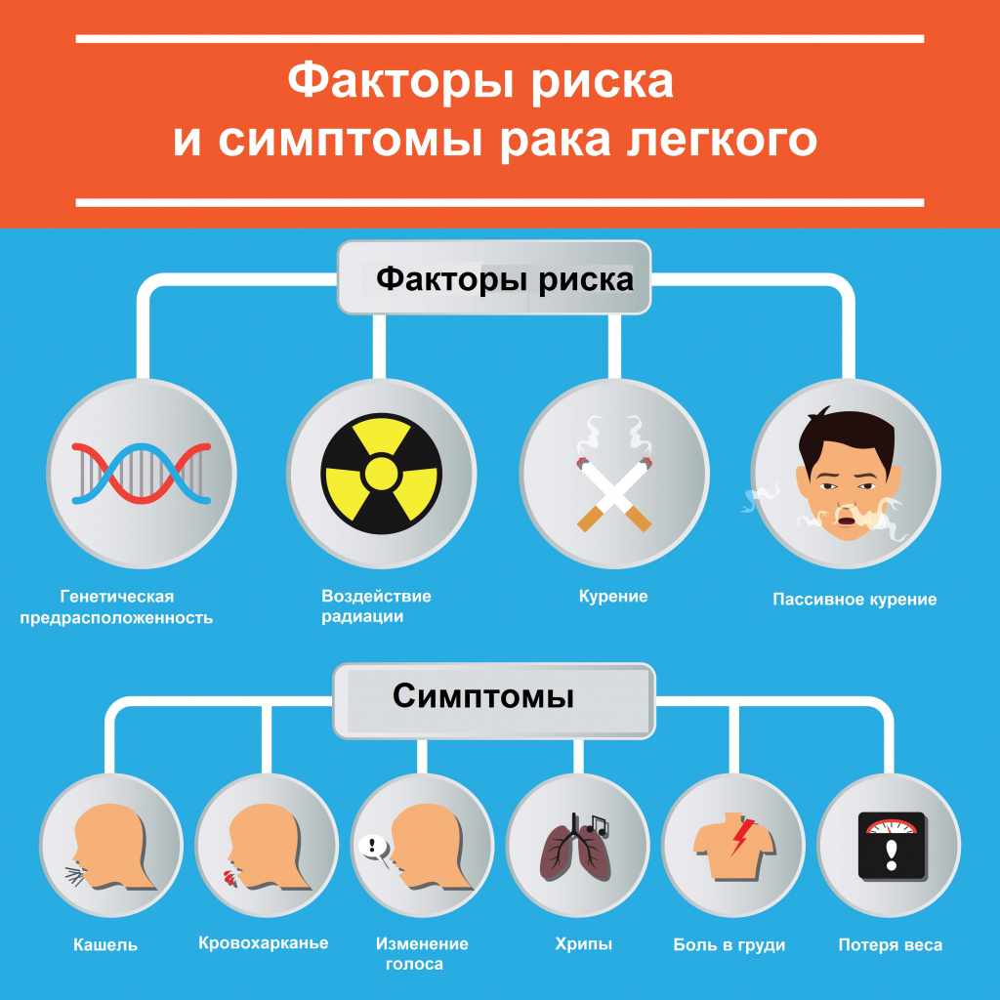 Факторы риска
и симптомы рака легкого
Факторы риска
Генетическая
предрасположенность
Воздействие
радиации
Курение
Пассивное курение
Симптомы
Кашель
Кровохарканье
Изменение
голоса
Хрипы
Боль в груди
Потеря веса